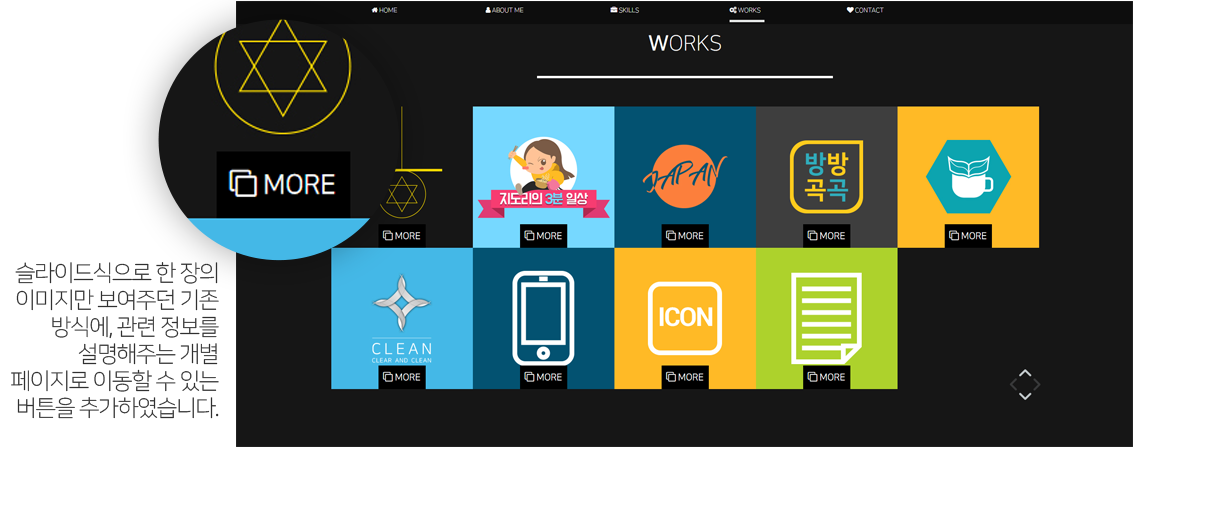 HOME
ABOUT ME
SKILLS
WORKS
CONTACT
WORKS
MORE
지도리의 3분 일상
JAPAN
방방
곡곡
MORE
MORE
MORE
MORE
MORE
슬라이드식으로 한 장의
이미지만 보여주던 기존
방식에, 관련 정보를
설명해주는 개별
페이지로 이동할 수 있는
버튼을 추가하였습니다.
CLEAN
CLEAR AND CLEAN
ICON
MORE
MORE
MORE
MORE